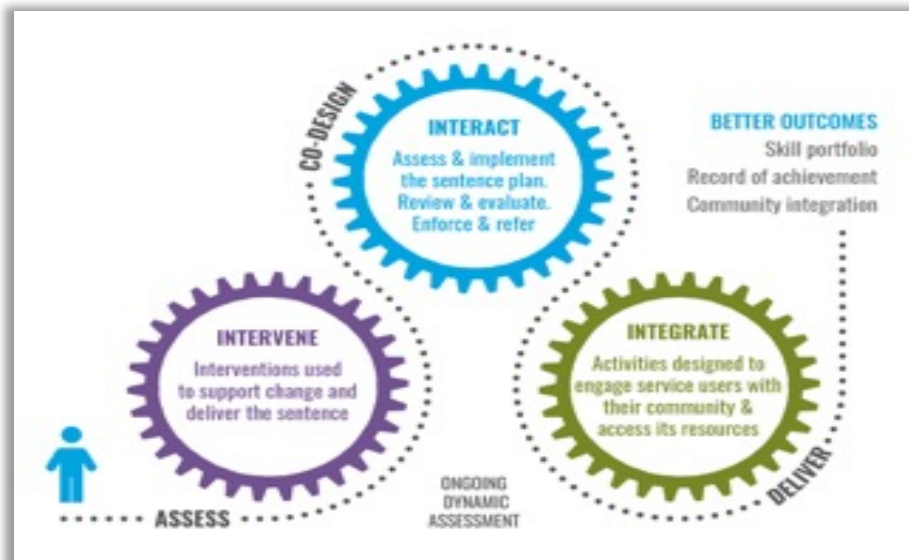 CO-DESIGN
INTERACT
Assess & implement
the sentence plan.
Review & evaluate.
Enforce & refer
BETTER OUTCOMES
Skill portfolio
Record of achievement
Community integration
INTERVENE
Interventions used
to support change and
deliver the sentence
INTEGRATE
Activities designed to
engage service users with
their community &
access its resources
ASSESS
ONGOING
DYNAMIC
ASSESSMENT
DELIVER